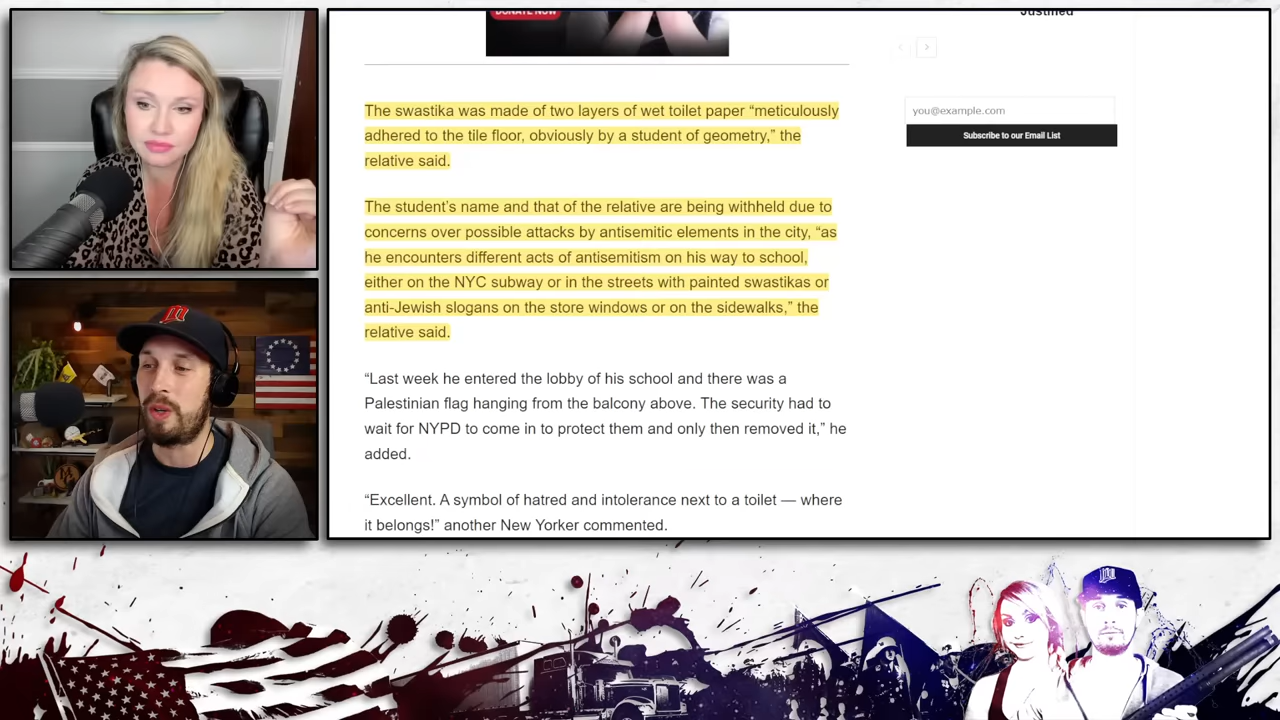 DONATE NOW
Justified
The swastika was made of two layers of wet toilet paper “meticulously
adhered to the tile floor, obviously by a student of geometry,” the
relative said.
The student’s name and that of the relative are being withheld due to
concerns over possible attacks by antisemitic elements in the city, “as
he encounters different acts of antisemitism on his way to school,
either on the NYC subway or in the streets with painted swastikas or
anti-Jewish slogans on the store windows or on the sidewalks,” the
relative said.
“Last week he entered the lobby of his school and there was a
Palestinian flag hanging from the balcony above. The security had to
wait for NYPD to come in to protect them and only then removed it,” he
added.
“Excellent. A symbol of hatred and intolerance next to a toilet — where
it belongs!” another New Yorker commented.
you@example.com
Subscribe to our Email List